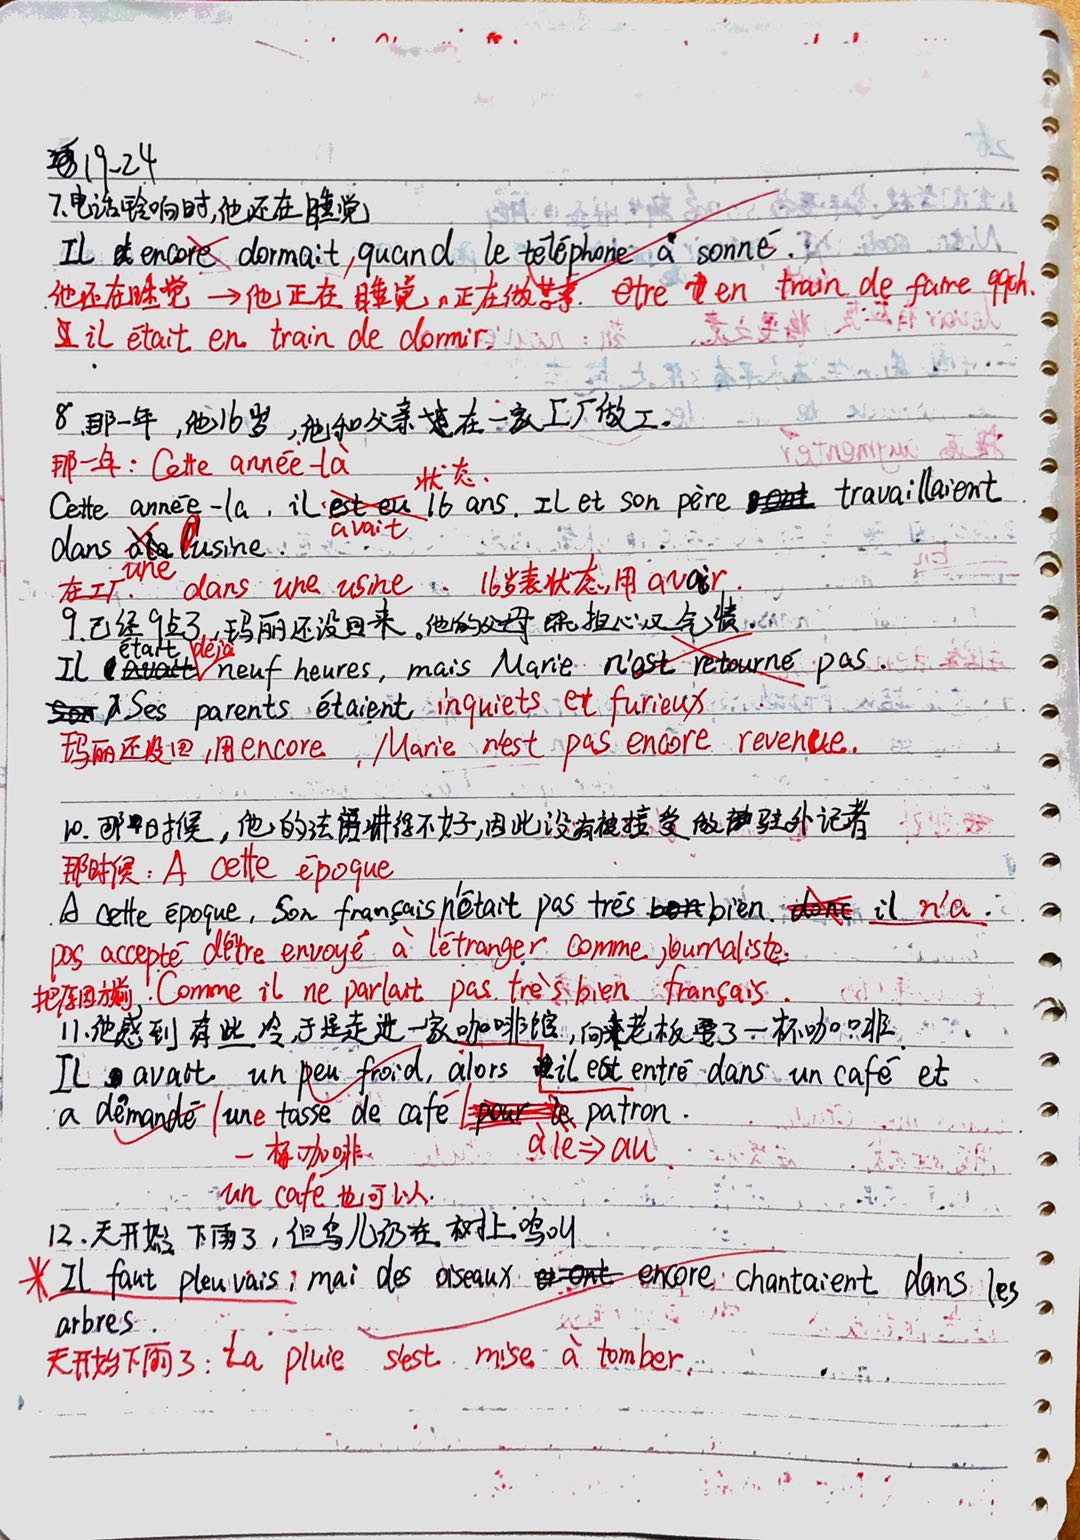 19-24
7.电话铃响时,他还在睡觉
Il encore dormait, quand le téléphone a sonné.
他还在睡觉 → 他正在睡觉。正在做某事. être en train de faire qqch.
il était en train de dormir.
8.那一年,他16岁,他和父亲在一家工厂做工.
那一年: Cette année-là
状态.
Cette année-la, il est eu 16 ans. Il et son père travaillaient
avait
dans à la l'usine.
une
在工厂. dans une usine. 16岁表状态,用avoir.
9.已经9点了,玛丽还没回来。他的父母既担心又气愤.
était déjà
Il avait neuf heures, mais Marie n'est retourné pas.
Son Ses parents étaient inquiets et furieux
玛丽还没回,用encore. Marie n'est pas encore revenue.
10.那时候,他的法语讲得不好,因此没有被接受做驻外记者
那时候: A cette époque
A cette époque, Son français n'était pas très bon bien. donc il n'a.
pas accepté d'être envoyé à l'étranger comme journaliste.
把原因放前! Comme il ne parlait pas très bien français.
11.他感到有些冷,于是走进一家咖啡馆,向老板要了一杯咖啡.
Il avait un peu froid, alors il est entré dans un café et
a démandé une tasse de café pour le patron.
一杯咖啡 à le ⇒ au
un café 也可以.
12.天开始下雨了,但鸟儿仍在树上鸣叫
Il faut pleuvais, mai des oiseaux ont encore chantaient dans les
arbres.
天开始下雨了: La pluie s'est mise à tomber.